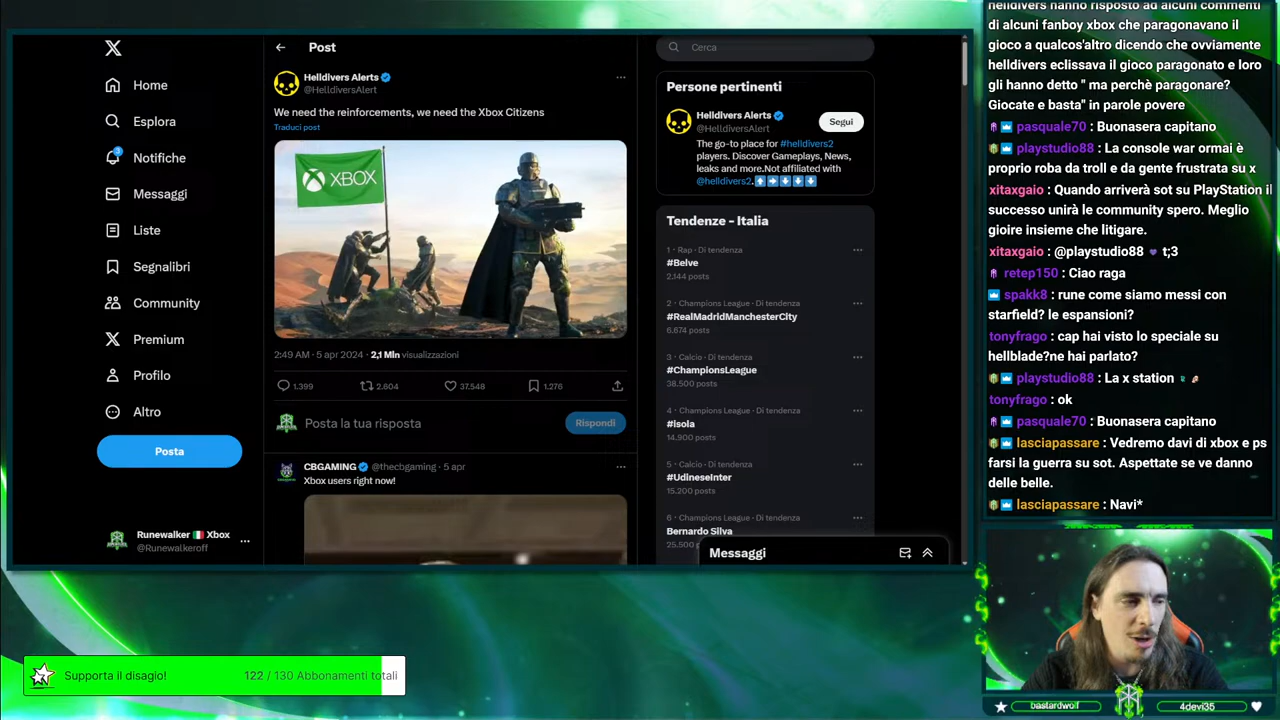 Home
Esplora
3
Notifiche
Messaggi
Liste
Segnalibri
Community
Premium
Profilo
Altro
Posta
Runewalker 🇮🇹 Xbox
@Runewalkeroff
Post
Helldivers Alerts
@HelldiversAlert
We need the reinforcements, we need the Xbox Citizens
Traduci post
XBOX
2:49 AM · 5 apr 2024 · 2,1 Mln visualizzazioni
1.399
2.604
37.548
1.276
Posta la tua risposta
Rispondi
CBGAMING @thecbgaming · 5 apr
Xbox users right now!
Cerca
Persone pertinenti
Helldivers Alerts
@HelldiversAlert
Segui
The go-to place for #helldivers2
players. Discover Gameplays, News,
leaks and more.Not affiliated with
@helldivers2.⬆️➡️⬇️⬇️⬇️
Tendenze - Italia
1 · Rap · Di tendenza
#Belve
2.144 posts
2 · Champions League · Di tendenza
#RealMadridManchesterCity
6.674 posts
3 · Calcio · Di tendenza
#ChampionsLeague
38.500 posts
4 · Champions League · Di tendenza
#isola
14.900 posts
5 · Calcio · Di tendenza
#UdineseInter
15.200 posts
6 · Champions League · Di tendenza
Bernardo Silva
25.500
Messaggi
helldivers hanno risposto ad alcuni commenti
di alcuni fanboy xbox che paragonavano il
gioco a qualcos'altro dicendo che ovviamente
helldivers eclissava il gioco paragonato e loro
gli hanno detto " ma perchè paragonare?
Giocate e basta" in parole povere
pasquale70 : Buonasera capitano
playstudio88 : La console war ormai è
proprio roba da troll e da gente frustrata su x
xitaxgaio : Quando arriverà sot su PlayStation il
successo unirà le community spero. Meglio
gioire insieme che litigare.
xitaxgaio : @playstudio88 💜 t;3
retep150 : Ciao raga
spakk8 : rune come siamo messi con
starfield? le espansioni?
tonyfrago : cap hai visto lo speciale su
hellblade?ne hai parlato?
playstudio88 : La x station
tonyfrago : ok
pasquale70 : Buonasera capitano
lasciapassare : Vedremo davi di xbox e ps
farsi la guerra su sot. Aspettate se ve danno
delle belle.
lasciapassare : Navi*
Supporta il disagio!
122 / 130 Abbonamenti totali
bastardwolf
4devi35